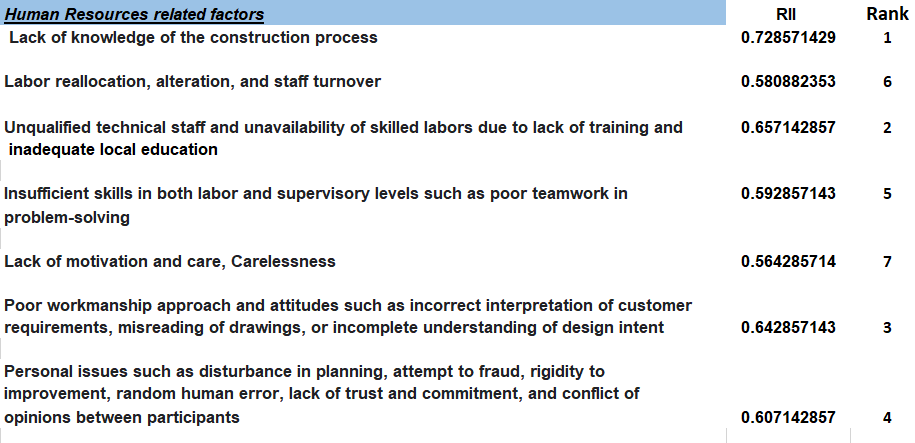 Human Resources related factors RII Rank
Lack of knowledge of the construction process 0.728571429 1
Labor reallocation, alteration, and staff turnover 0.580882353 6
Unqualified technical staff and unavailability of skilled labors due to lack of training and 0.657142857 2
inadequate local education
Insufficient skills in both labor and supervisory levels such as poor teamwork in 0.592857143 5
problem-solving
Lack of motivation and care, Carelessness 0.564285714 7
Poor workmanship approach and attitudes such as incorrect interpretation of customer
requirements, misreading of drawings, or incomplete understanding of design intent 0.642857143 3
Personal issues such as disturbance in planning, attempt to fraud, rigidity to
improvement, random human error, lack of trust and commitment, and conflict of
opinions between participants 0.607142857 4